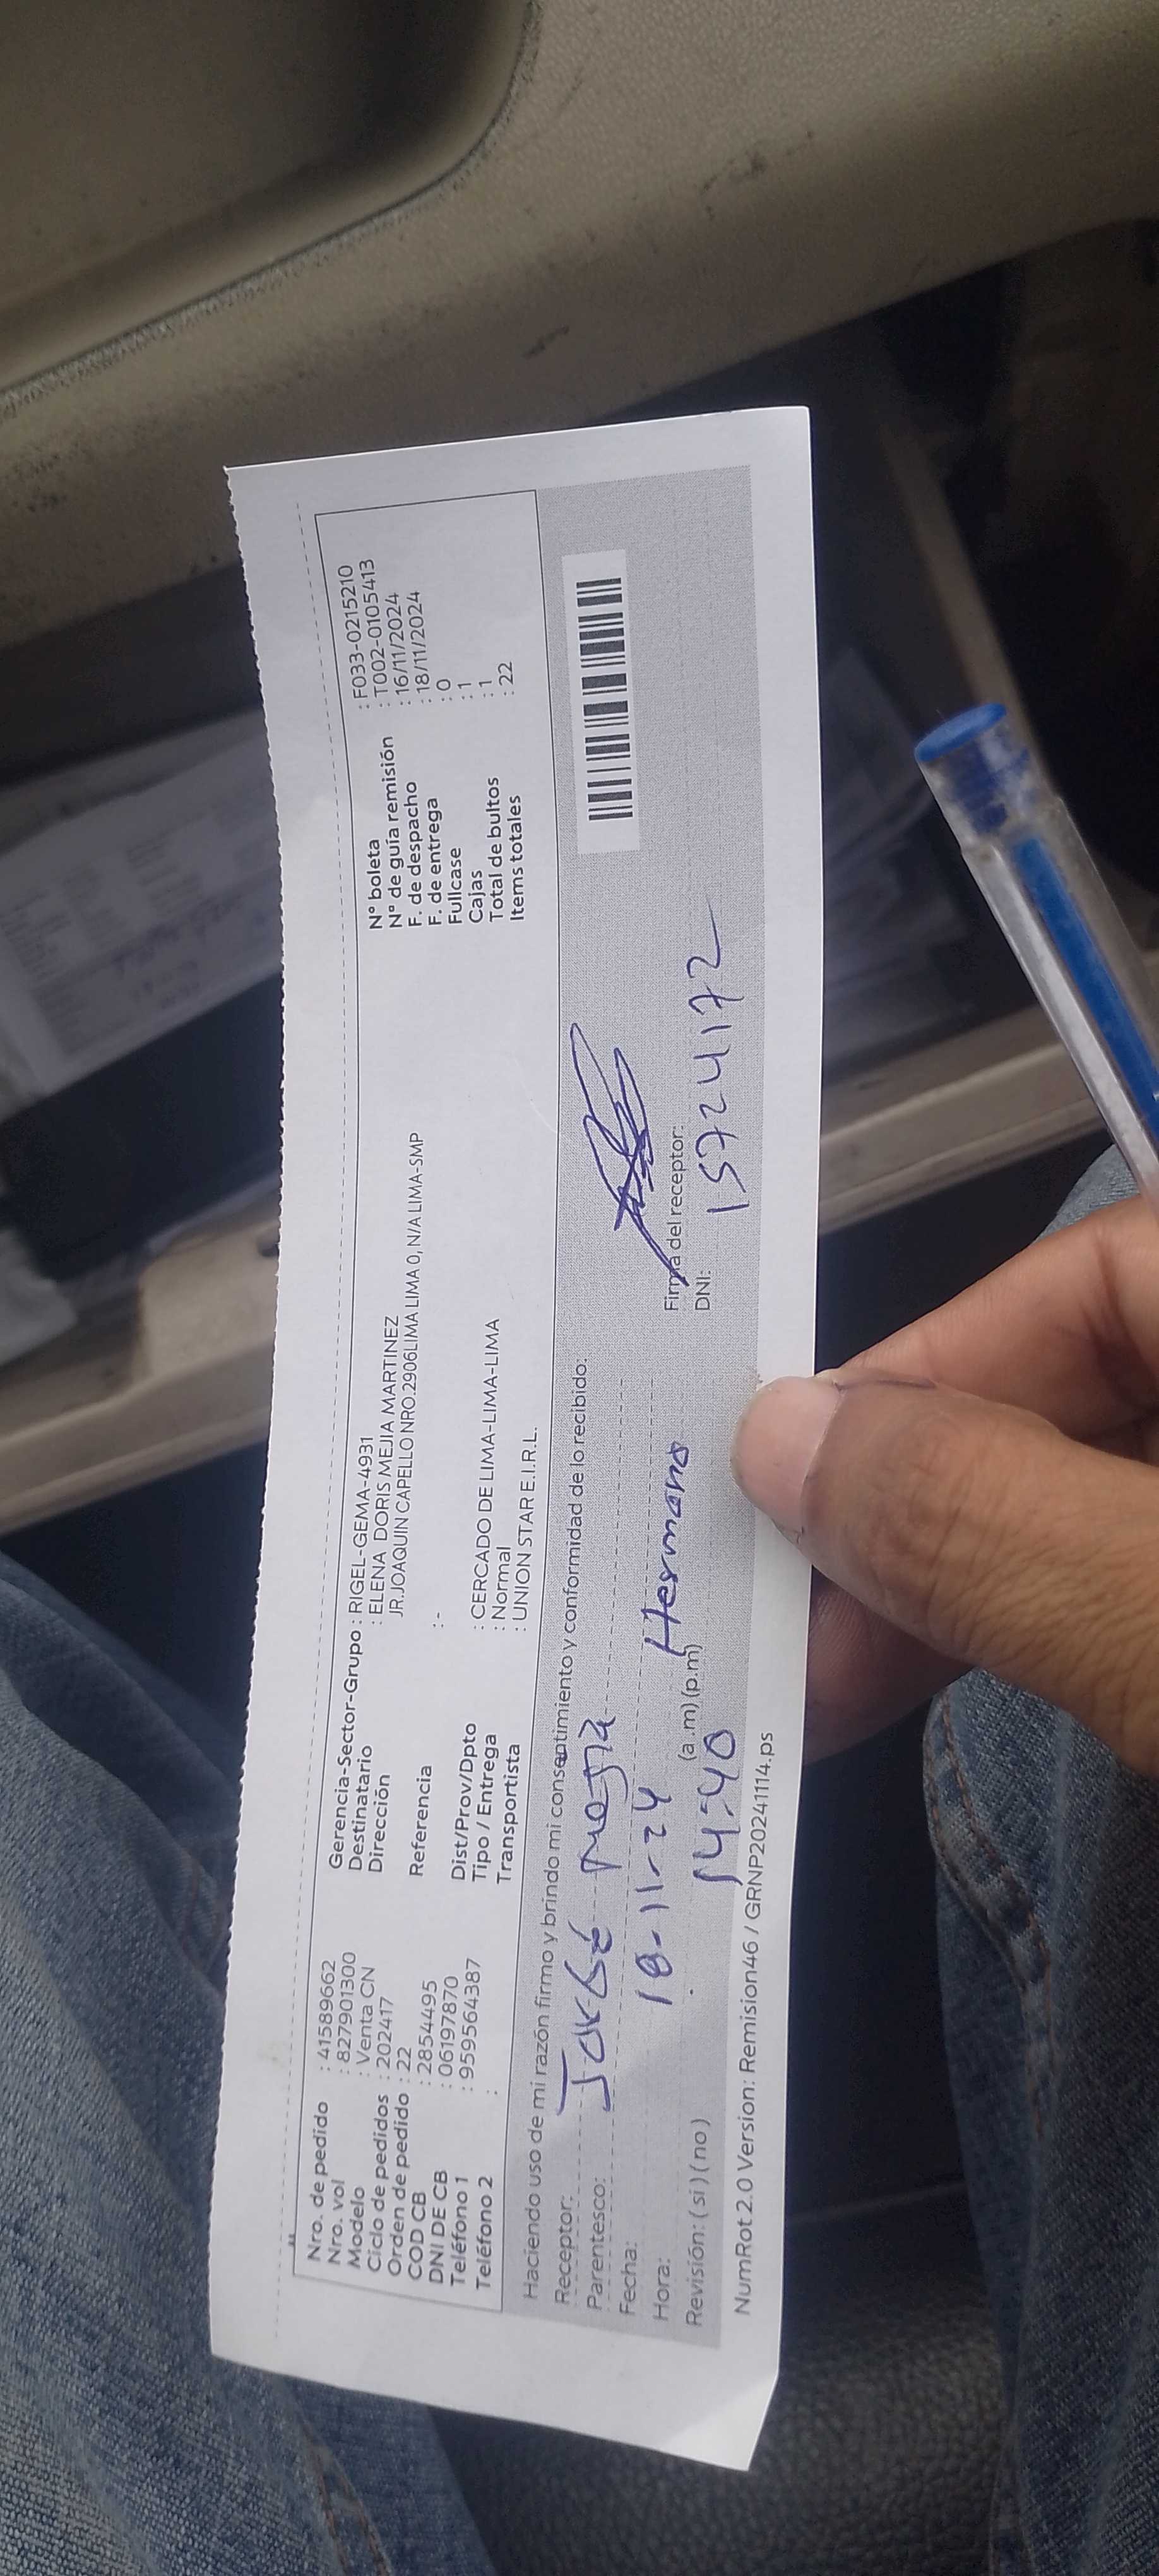 Nro. de pedido : 41589662
Nro. vol : 827901300
Modelo : Venta CN
Ciclo de pedidos : 202417
Orden de pedido : 22
COD CB : 2854495
DNI DE CB : 06197870
Teléfono 1 : 959564387
Teléfono 2 :
Gerencia-Sector-Grupo : RIGEL-GEMA-4931
Destinatario : ELENA DORIS MEJIA MARTINEZ
Dirección JR.JOAQUIN CAPELLO NRO.2906LIMA LIMA 0, N/A LIMA-SMP
Referencia :-
Dist/Prov/Dpto : CERCADO DE LIMA-LIMA-LIMA
Tipo / Entrega : Normal
Transportista : UNION STAR E.I.R.L.
N° boleta : F033-0215210
N° de guía remisión : T002-0105413
F. de despacho : 16/11/2024
F. de entrega : 18/11/2024
Fullcase : 0
Cajas : 1
Total de bultos : 1
Items totales : 22
Haciendo uso de mi razón firmo y brindo mi consentimiento y conformidad de lo recibido:
Receptor:
Parentesco: Hermano
Fecha: 18-11-24
Hora: 14:40 (a .m) (p.m)
Revisión: ( si ) ( no )
Firma del receptor:
DNI: 15724172
NumRot 2.0 Version: Remision46 / GRNP20241114.ps